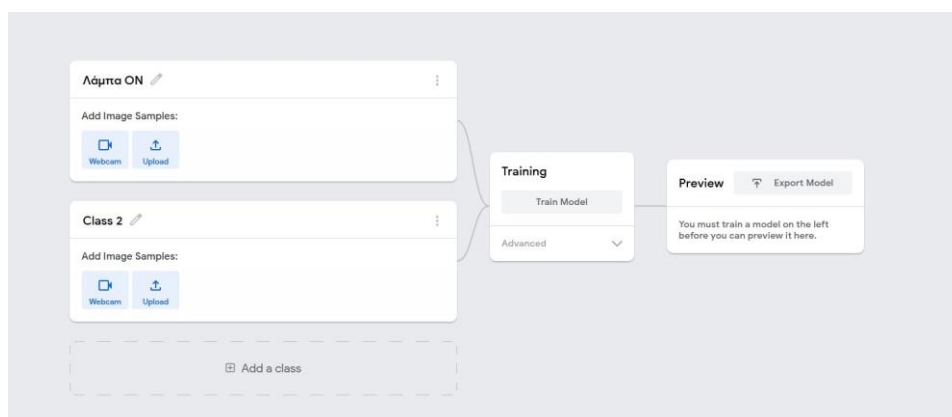 Λάμπα ON
Add Image Samples:
Webcam
Upload
Class 2
Add Image Samples:
Webcam
Upload
Add a class
Training
Train Model
Advanced
Preview
Export Model
You must train a model on the left
before you can preview it here.